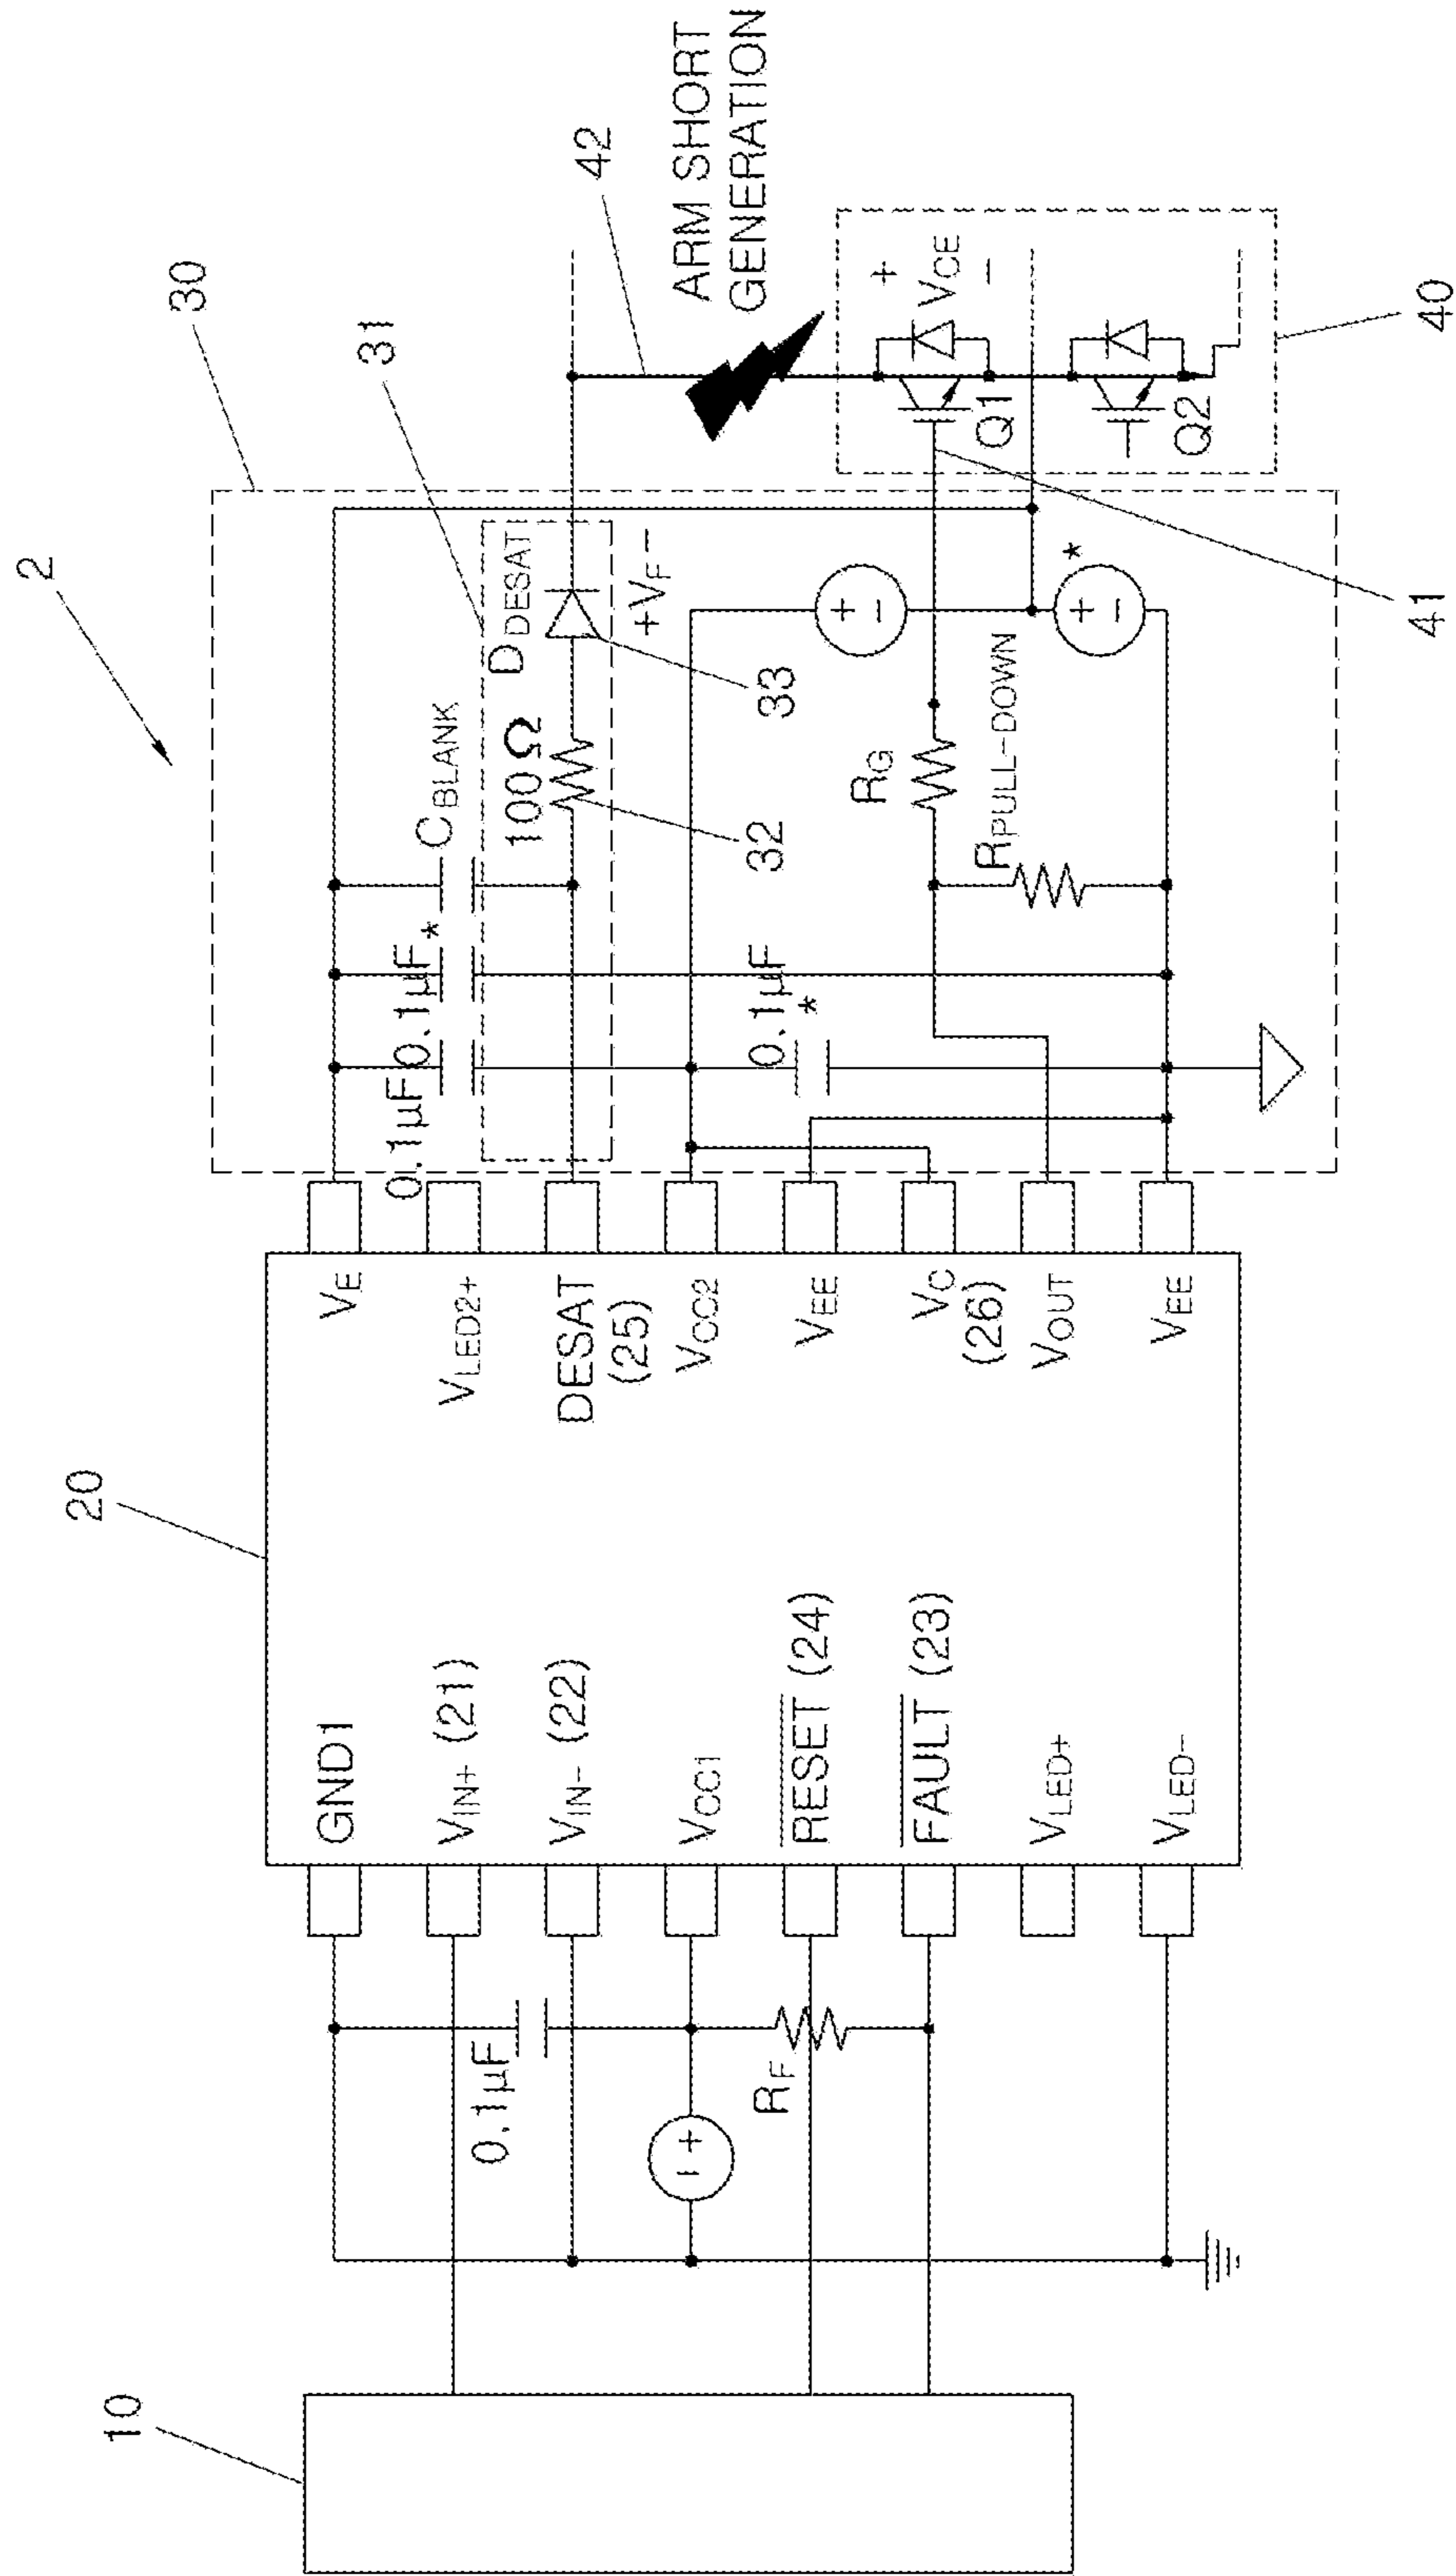 2
10
20
30
31
42
ARM SHORT
GENERATION
GND1
VIN+ (21)
VIN- (22)
VCC1
RESET (24)
FAULT (23)
VLED+
VLED-
VE
VLED2+
DESAT
(25)
VCC2
VEE
VC
(26)
VOUT
VEE
0.1µF
RF
- +
0.1µF
0.1µF
*
CBLANK
100Ω
DDESAT
+VF-
32
33
0.1µF
*
RG
RPULL-DOWN
+ -
+ -
*
41
Q1
Q2
+
VCE
-
40